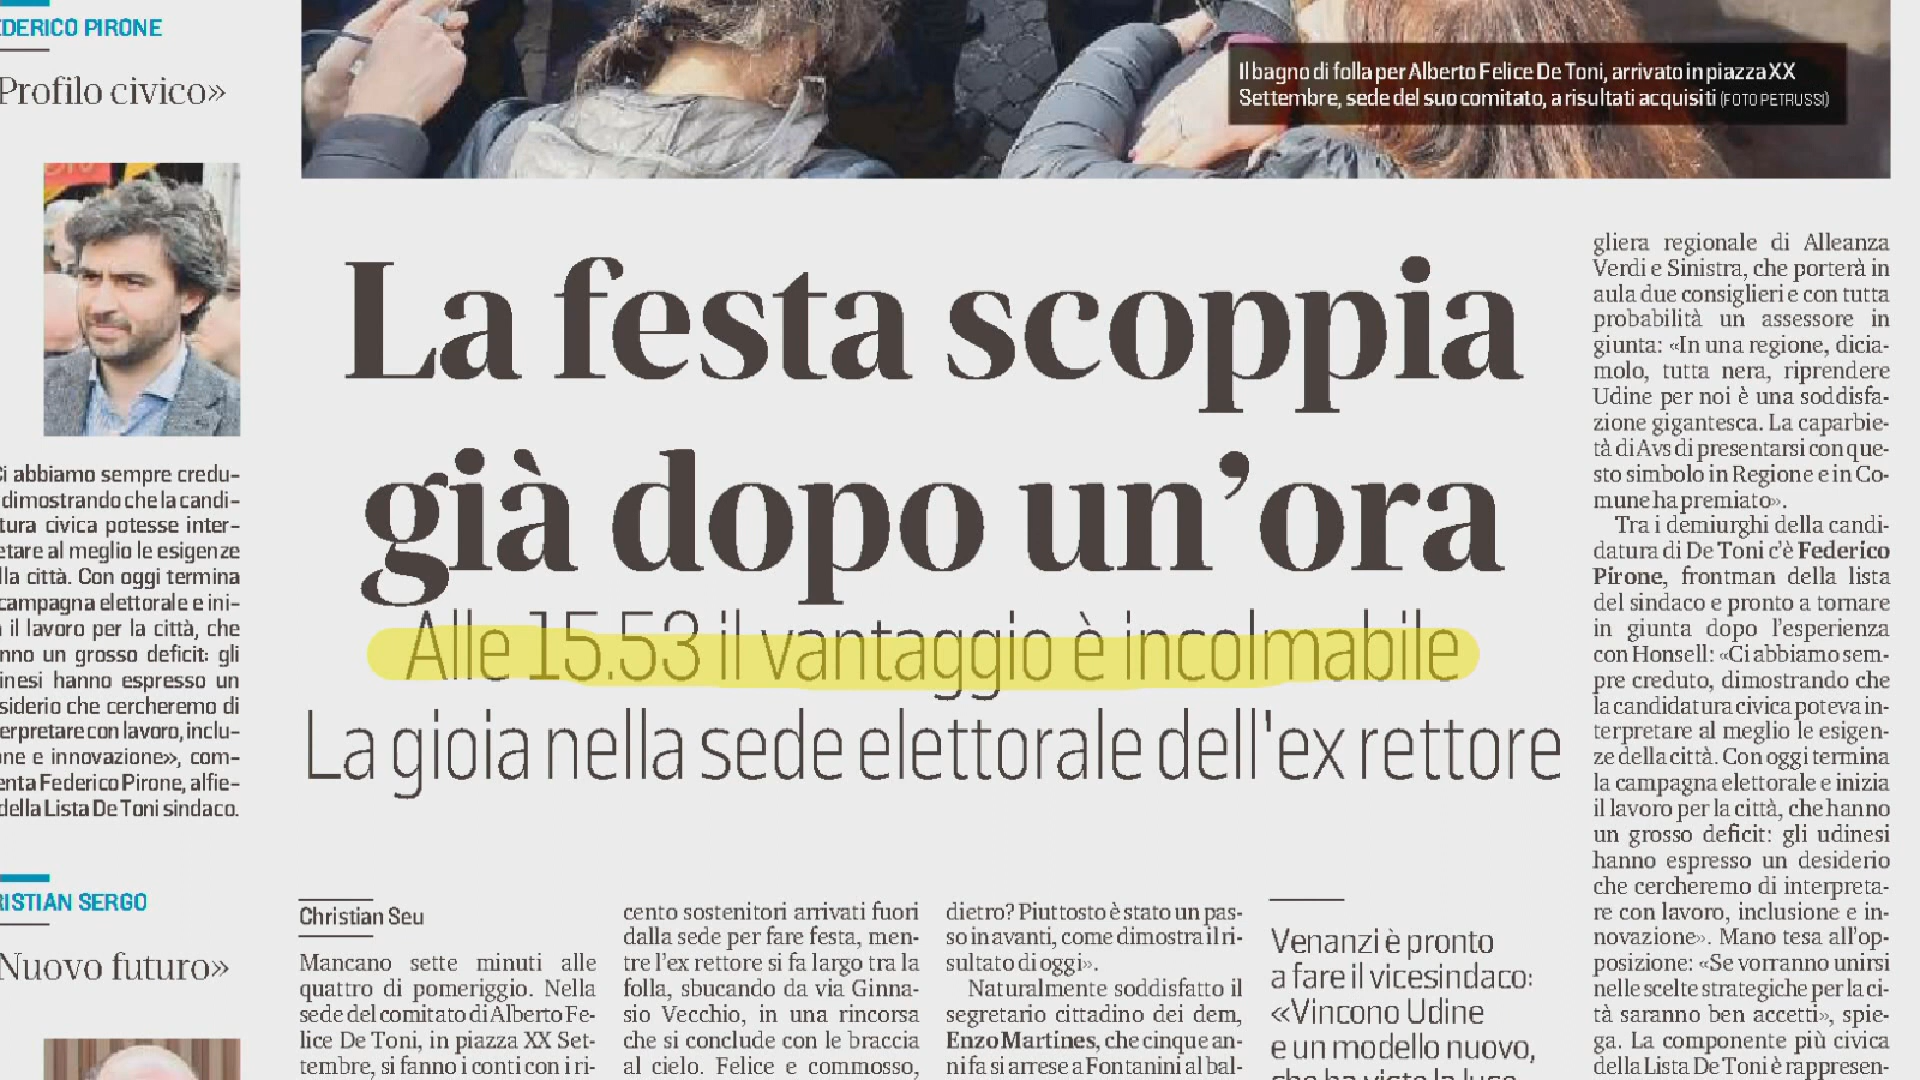 FEDERICO PIRONE
Profilo civico»
Ci abbiamo sempre credu-
dimostrando che la candi-
tura civica potesse inter-
etare al meglio le esigenze
lla città. Con oggi termina
campagna elettorale e ini-
il lavoro per la città, che
nno un grosso deficit: gli
inesi hanno espresso un
siderio che cercheremo di
erpretare con lavoro, inclu-
one e innovazione», com-
enta Federico Pirone, alfie-
della Lista De Toni sindaco.
RISTIAN SERGO
Nuovo futuro»
Il bagno di folla per Alberto Felice De Toni, arrivato in piazza XX
Settembre, sede del suo comitato, a risultati acquisiti (FOTO PETRUSSI)
La festa scoppia
già dopo un'ora
Alle 15.53 il vantaggio è incolmabile
La gioia nella sede elettorale dell'ex rettore
Christian Seu
Mancano sette minuti alle
quattro di pomeriggio. Nella
sede del comitato di Alberto Fe-
lice De Toni, in piazza XX Set-
tembre, si fanno i conti con i ri-
cento sostenitori arrivati fuori
dalla sede per fare festa, men-
tre l'ex rettore si fa largo tra la
folla, sbucando da via Ginna-
sio Vecchio, in una rincorsa
che si conclude con le braccia
al cielo. Felice e commosso,
dietro? Piuttosto è stato un pas-
so in avanti, come dimostra il ri-
sultato di oggi».
Naturalmente soddisfatto il
segretario cittadino dei dem,
Enzo Martines, che cinque an-
ni fa si arrese a Fontanini al bal-
Venanzi è pronto
a fare il vicesindaco:
«Vincono Udine
e un modello nuovo,
che ha visto la luce
gliera regionale di Alleanza
Verdi e Sinistra, che porterà in
aula due consiglieri e con tutta
probabilità un assessore in
giunta: «In una regione, dicia-
molo, tutta nera, riprendere
Udine per noi è una soddisfa-
zione gigantesca. La caparbie-
tà di Avs di presentarsi con que-
sto simbolo in Regione e in Co-
mune ha premiato».
Tra i demiurghi della candi-
datura di De Toni c'è Federico
Pirone, frontman della lista
del sindaco e pronto a tornare
in giunta dopo l'esperienza
con Honsell: «Ci abbiamo sem-
pre creduto, dimostrando che
la candidatura civica poteva in-
terpretare al meglio le esigen-
ze della città. Con oggi termina
la campagna elettorale e inizia
il lavoro per la città, che hanno
un grosso deficit: gli udinesi
hanno espresso un desiderio
che cercheremo di interpreta-
re con lavoro, inclusione e in-
novazione». Mano tesa all'op-
posizione: «Se vorranno unirsi
nelle scelte strategiche per la cit-
tà saranno ben accetti», spie-
ga. La componente più civica
della Lista De Toni è rappresen-